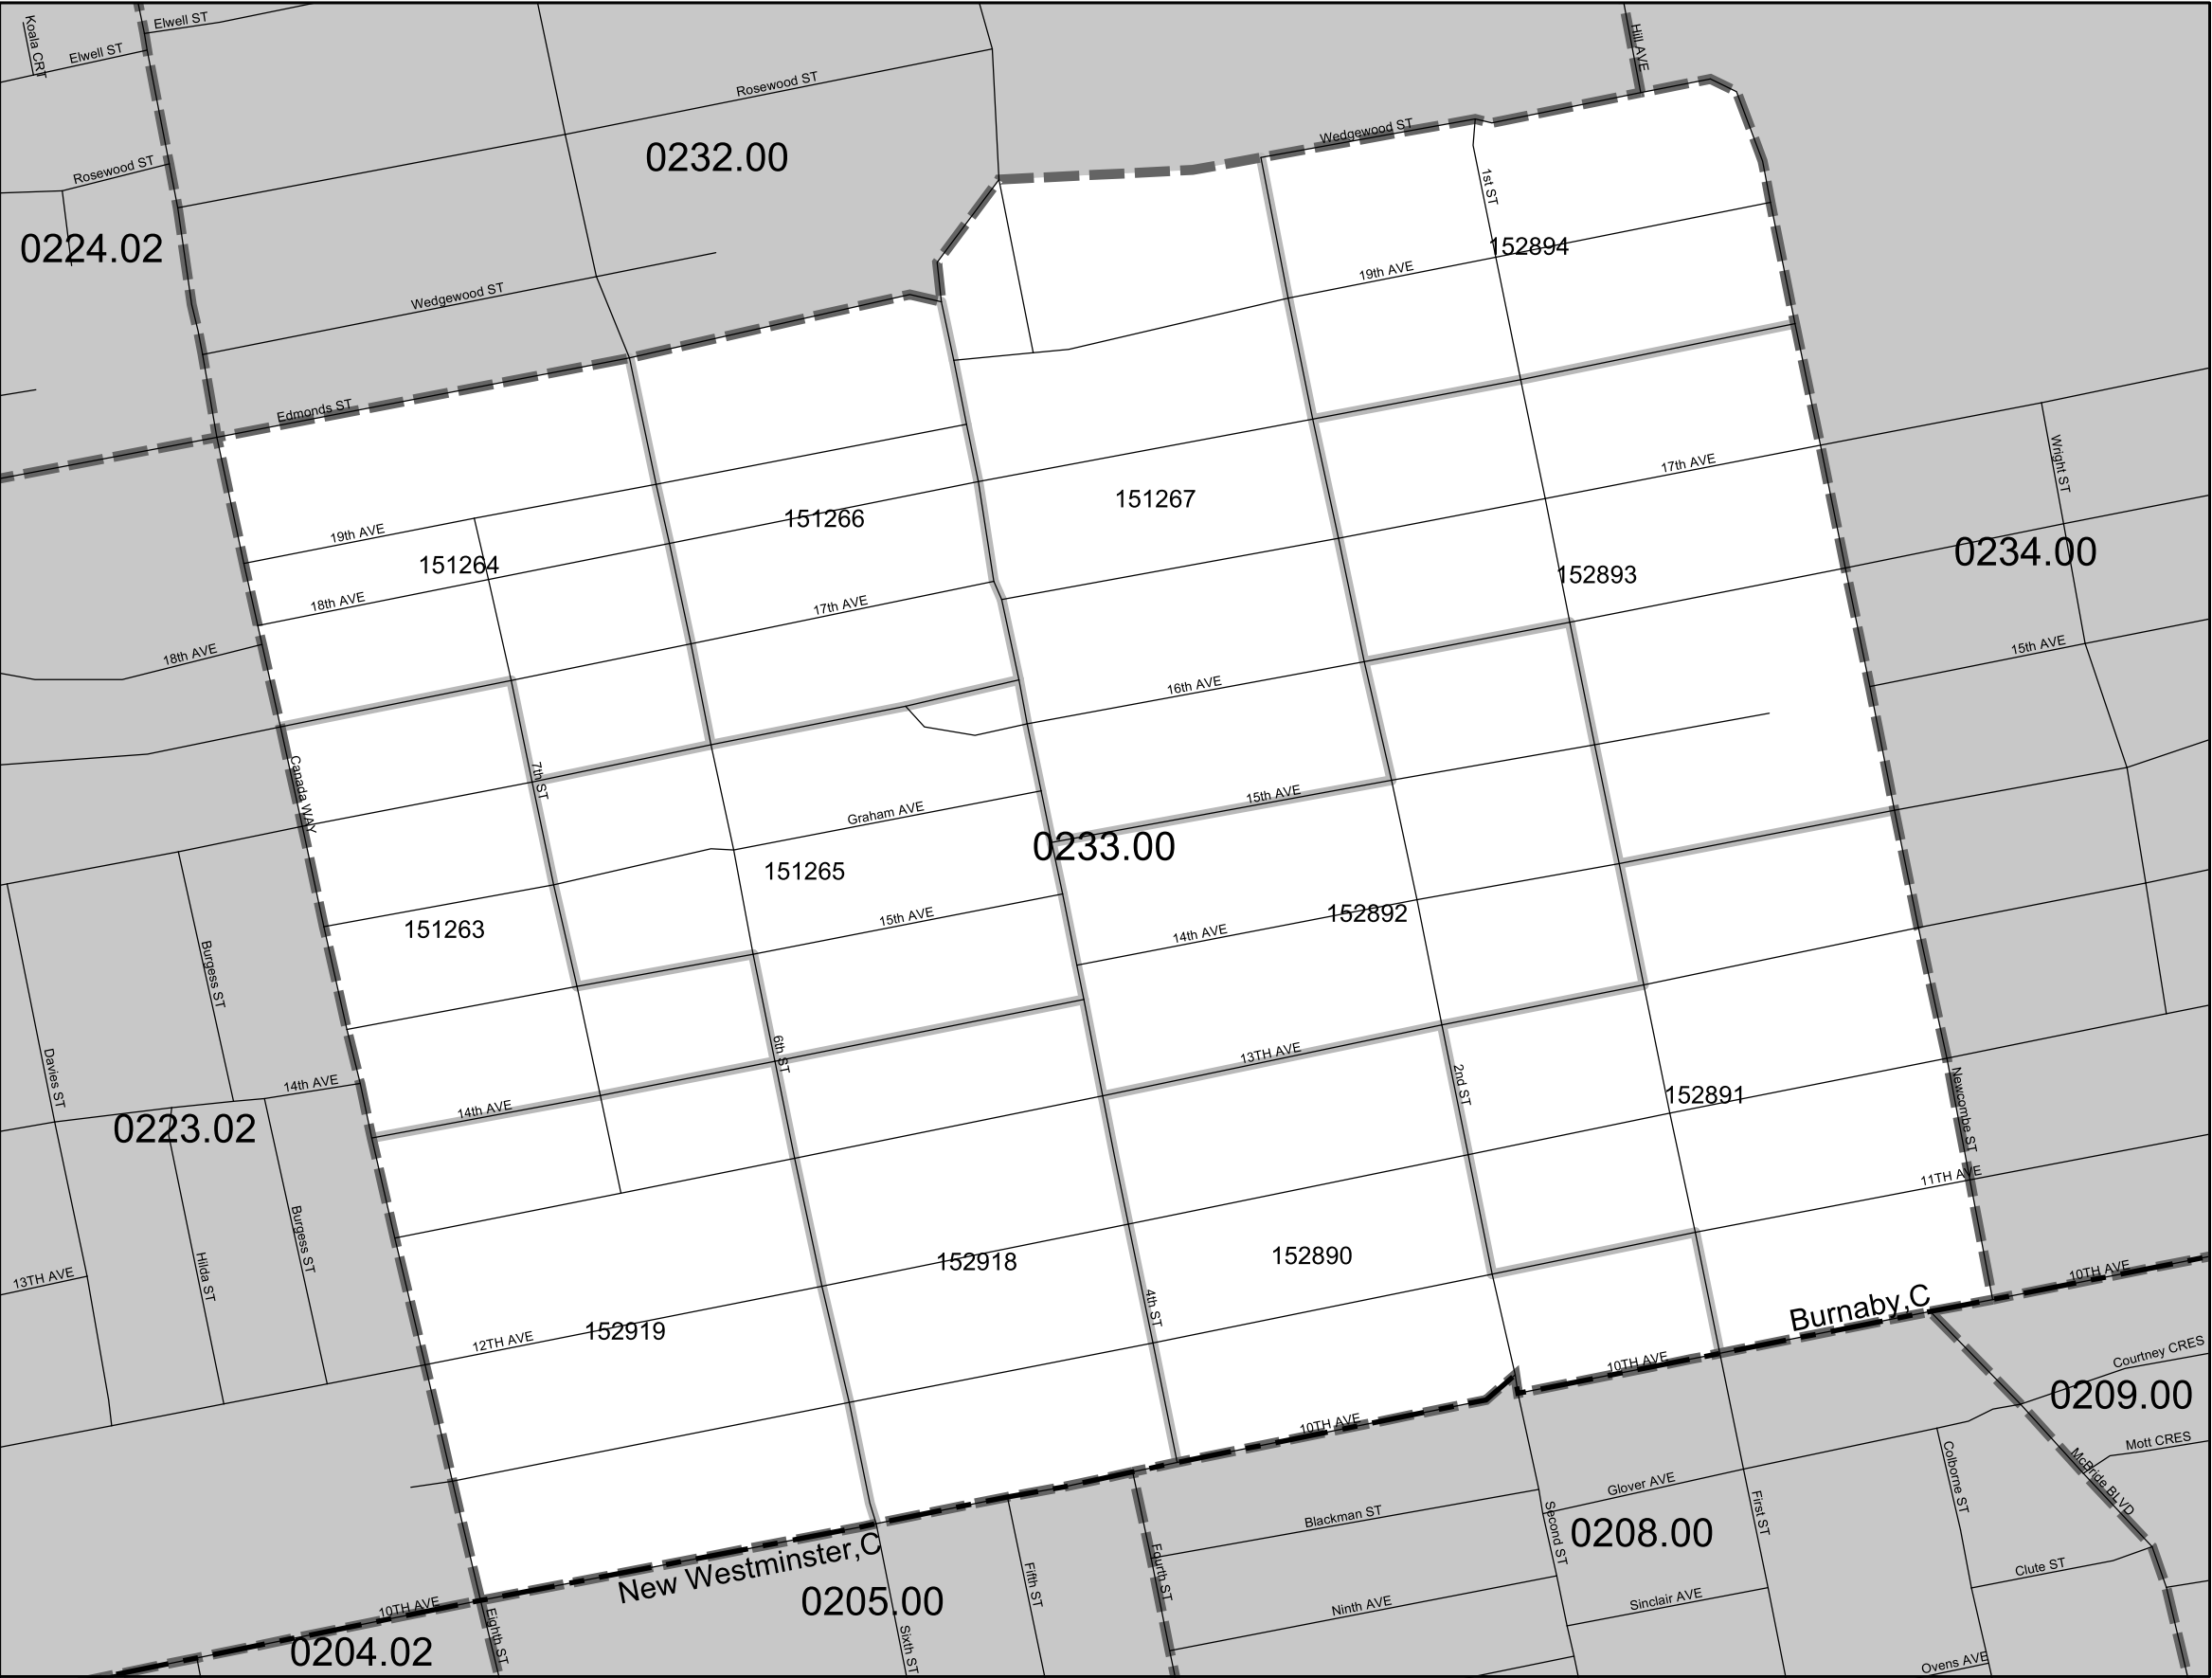 Koala CRT
Elwell ST
Elwell ST
Hill AVE
Rosewood ST
Wedgewood ST
0232.00
Rosewood ST
1st ST
0224.02
152894
19th AVE
Wedgewood ST
Edmonds ST
17th AVE
Wright ST
151267
151266
19th AVE
0234.00
151264
152893
18th AVE
17th AVE
15th AVE
18th AVE
16th AVE
7th ST
Canada WAY
15th AVE
Graham AVE
0233.00
151265
15th AVE
152892
151263
14th AVE
Burgess ST
6th ST
13TH AVE
Davies ST
14th AVE
2nd ST
152891
Newcombe ST
14th AVE
0223.02
11TH AVE
Burgess ST
152890
152918
13TH AVE
Hilda ST
10TH AVE
4th ST
Burnaby,C
152919
12TH AVE
Courtney CRES
10TH AVE
0209.00
10TH AVE
Mott CRES
Colborne ST
McBride BLVD
Glover AVE
First ST
Blackman ST
Second ST
0208.00
New Westminster,C
Fourth ST
Fifth ST
Clute ST
0205.00
Sinclair AVE
Ninth AVE
10TH AVE
Eighth ST
Sixth ST
0204.02
Ovens AVE